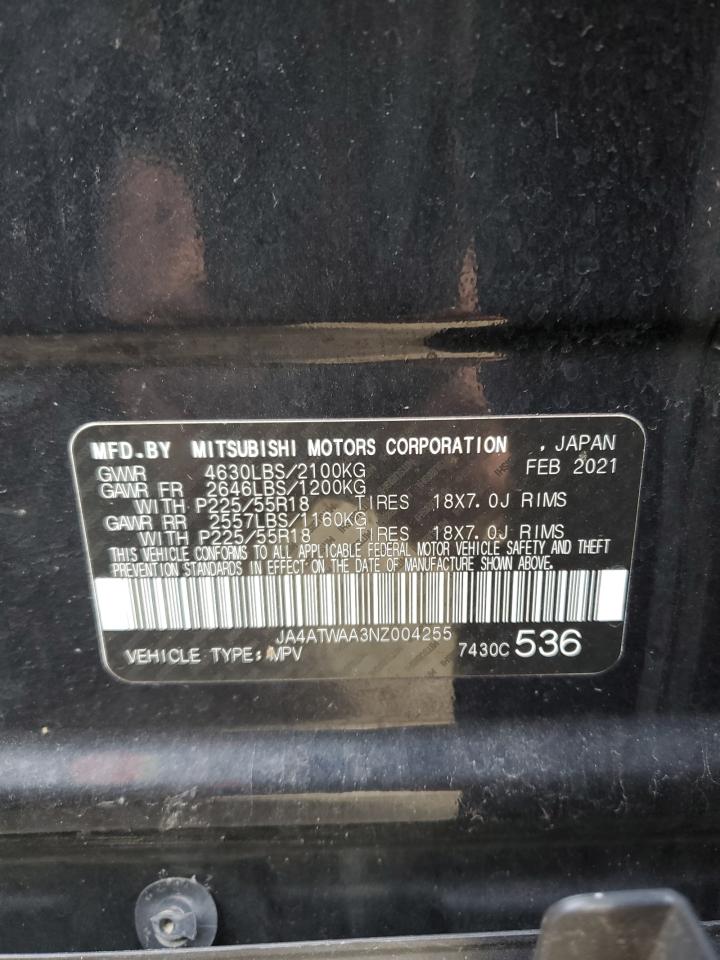 MFD.BY MITSUBISHI MOTORS CORPORATION , JAPAN
GVWR 4630LBS/2100KG FEB 2021
GAWR FR 2646LBS/1200KG
WITH P225/55R18 TIRES 18X7.0J RIMS
GAWR RR 2557LBS/1160KG
WITH P225/55R18 TIRES 18X7.0J RIMS
THIS VEHICLE CONFORMS TO ALL APPLICABLE FEDERAL MOTOR VEHICLE SAFETY AND THEFT
PREVENTION STANDARDS IN EFFECT ON THE DATE OF MANUFACTURE SHOWN ABOVE.
JA4ATWAA3NZ004255
VEHICLE TYPE:MPV 7430C 536